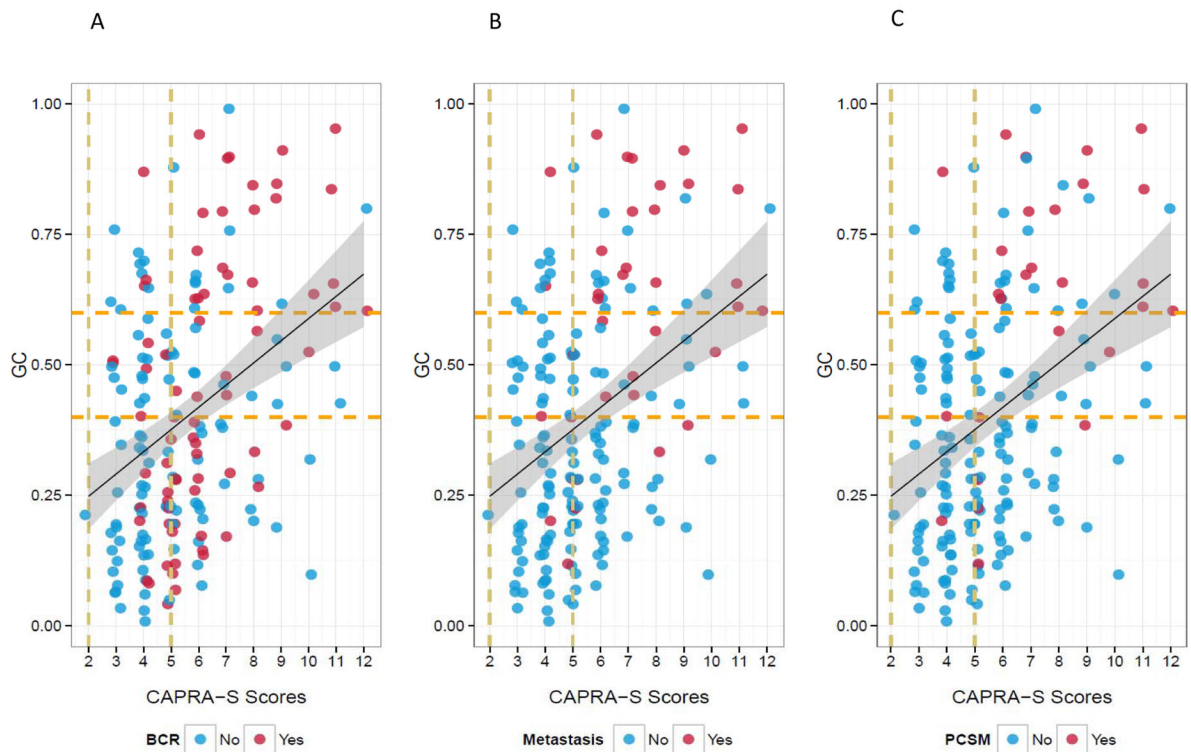 A B C
1.00 1.00 1.00
0.75 0.75 0.75
GC GC GC
0.50 0.50 0.50
0.25 0.25 0.25
0.00 0.00 0.00
2 3 4 5 6 7 8 9 10 11 12 2 3 4 5 6 7 8 9 10 11 12 2 3 4 5 6 7 8 9 10 11 12
CAPRA−S Scores CAPRA−S Scores CAPRA−S Scores
BCR No Yes Metastasis No Yes PCSM No Yes